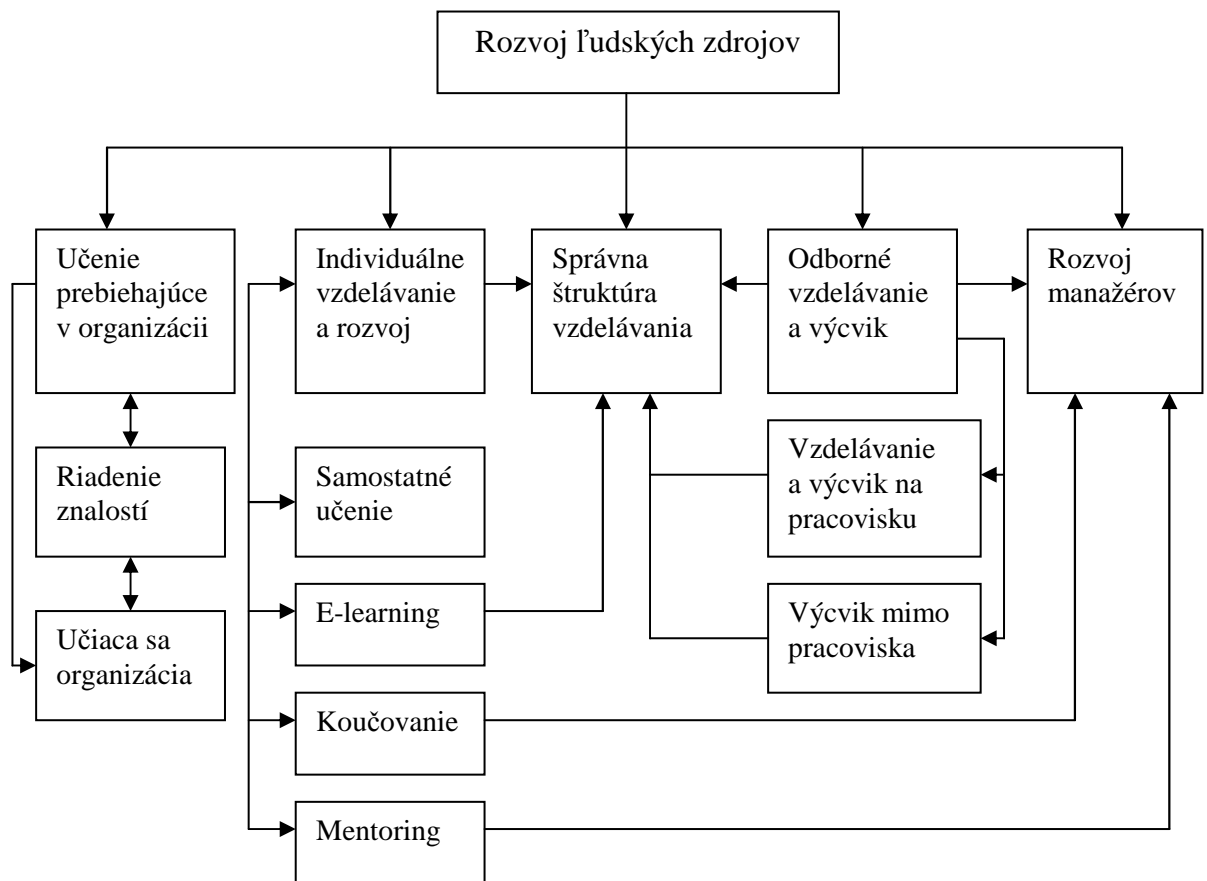 Rozvoj ľudských zdrojov
Učenie
prebiehajúce
v organizácii
Individuálne
vzdelávanie
a rozvoj
Správna
štruktúra
vzdelávania
Odborné
vzdelávanie
a výcvik
Rozvoj
manažérov
Riadenie
znalostí
Samostatné
učenie
Vzdelávanie
a výcvik na
pracovisku
Učiaca sa
organizácia
E-learning
Výcvik mimo
pracoviska
Koučovanie
Mentoring